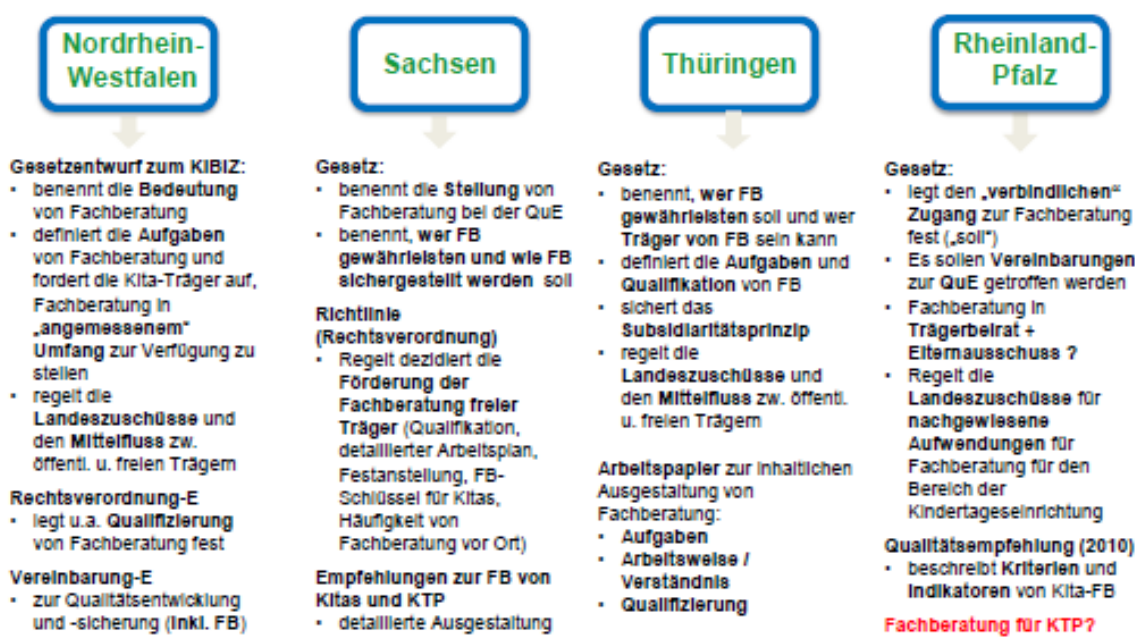 Nordrhein-
Westfalen
Gesetzentwurf zum KIBIZ:
▪ benennt die Bedeutung
von Fachberatung
▪ definiert die Aufgaben
von Fachberatung und
fordert die Kita-Träger auf,
Fachberatung in
„angemessenem“
Umfang zur Verfügung zu
stellen
▪ regelt die
Landeszuschüsse und
den Mittelfluss zw.
öffentl. u. freien Trägern
Rechtsverordnung-E
▪ legt u.a. Qualifizierung
von Fachberatung fest
Vereinbarung-E
▪ zur Qualitätsentwicklung
und -sicherung (inkl. FB)
Sachsen
Gesetz:
▪ benennt die Stellung von
Fachberatung bei der QuE
▪ benennt, wer FB
gewährleisten und wie FB
sichergestellt werden soll
Richtlinie
(Rechtsverordnung)
▪ Regelt dezidiert die
Förderung der
Fachberatung freier
Träger (Qualifikation,
detaillierter Arbeitsplan,
Festanstellung, FB-
Schlüssel für Kitas,
Häufigkeit von
Fachberatung vor Ort)
Empfehlungen zur FB von
Kitas und KTP
▪ detaillierte Ausgestaltung
Thüringen
Gesetz:
▪ benennt, wer FB
gewährleisten soll und wer
Träger von FB sein kann
▪ definiert die Aufgaben und
Qualifikation von FB
▪ sichert das
Subsidiaritätsprinzip
▪ regelt die
Landeszuschüsse und
den Mittelfluss zw. öffentl.
u. freien Trägern
Arbeitspapier zur inhaltlichen
Ausgestaltung von
Fachberatung:
• Aufgaben
• Arbeitsweise /
Verständnis
• Qualifizierung
Rheinland-
Pfalz
Gesetz:
▪ legt den „verbindlichen“
Zugang zur Fachberatung
fest („soll“)
▪ Es sollen Vereinbarungen
zur QuE getroffen werden
▪ Fachberatung in
Trägerbeirat +
Elternausschuss ?
▪ Regelt die
Landeszuschüsse für
nachgewiesene
Aufwendungen für
Fachberatung für den
Bereich der
Kindertageseinrichtung
Qualitätsempfehlung (2010)
▪ beschreibt Kriterien und
Indikatoren von Kita-FB
Fachberatung für KTP?